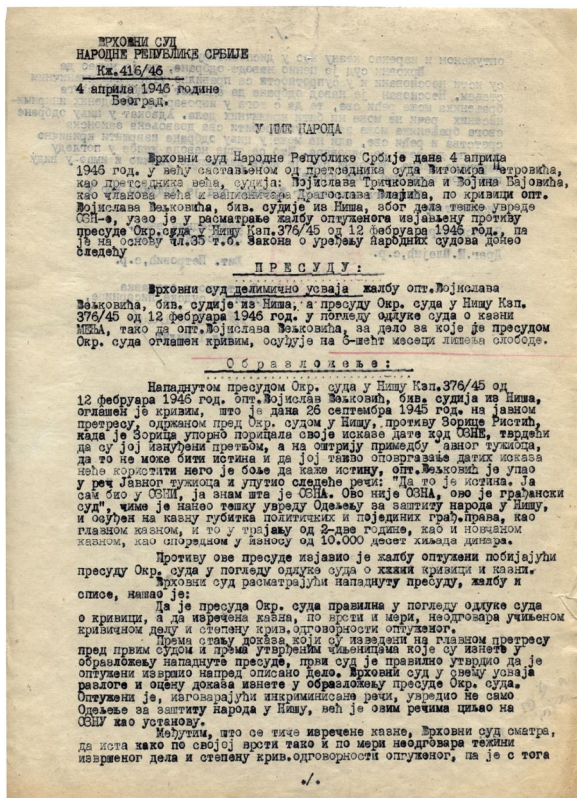 ВРХОВНИ СУД
НАРОДНЕ РЕПУБЛИКЕ СРБИЈЕ
Кж.416/46
4 априла 1946 године
Београд.
У ИМЕ НАРОДА
Врховни суд Народне Републике Србије дана 4 априла
1946 год. у већу састављеном од претседника суда Витомира Петровића,
као претседника већа, судија: Војислава Тричковића и Војина Бајовића,
као чланова већа и записничара Драгослава Илајића, по кривици опт.
Војислава Вељковића, бив. судије из Ниша, због дела тешке увреде
ОЗН-е, узео је у расматрање жалбу оптуженога изјављену противу
пресуде Окр.суда у Нишу Кзп.376/45 од 12 фебруара 1946 год., па
је на основу чл.35 т.б. Закона о уређењу народних судова донео
следећу
ПРЕСУДУ:
Врховни суд делимично усваја жалбу опт.Војислава
Вељковића, бив. судије из Ниша, а пресуду Окр. суда у Нишу Кзп.
376/45 од 12 фебруара 1946 год. у погледу одлуке суда о казни
МЕЊА, тако да опт.Војислава Вељковића, за дело за које је пресудом
Окр. суда оглашен кривим, осуђује на 6-шест месеци лишења слободе.
Образложење:
Нападнутом пресудом Окр. суда у Нишу Кзп.376/45 од
12 фебруара 1946 год. опт.Војислав Вељковић, бив. судија из Ниша,
оглашен је кривим, што је дана 26 септембра 1945 год. на јавном
претресу, одржаном пред Окр. судом у Нишу, противу Зорице Ристић,
када је Зорица упорно порицала своје исказе дате код ОЗНЕ, тврдећи
да су јој изнуђени претњом, а на оштрију примедбу Јавног тужиоца,
да то не може бити истина и да јој такво оповргавање датих исказа
неће користити него је боље да каже истину, опт.Вељковић је упао
у реч Јавног тужиоца и упутио следеће речи: "Да то је истина. Ја
сам био у ОЗНИ, ја знам шта је ОЗНА. Ово није ОЗНА, ово је грађански
суд", чиме је нанео тешку увреду Одељењу за заштиту народа у Нишу,
и осуђен на казну губитка политичких и појединих грађ.права, као
главном казном, и то у трајању од 2-две године, као и новчаном
казном, као споредном у износу од 10.000 десет хиљада динара.
Противу ове пресуде изјавио је жалбу оптужени побијајући
пресуду Окр. суда у погледу одлуке суда о кжжии кривици и казни.
Врховни суд расматрајући нападнуту пресуду, жалбу и
списе, нашао је:
Да је пресуда Окр. суда правилна у погледу одлуке суда
о кривици, а да изречена казна, по врсти и мери, неодговара учињеном
кривичном делу и степену крив.одговорности оптуженог.
Према стању доказа који су изведени на главном претресу
пред првим судом и према утврђеним чињеницама које су изнете у
образложењу нападнуте пресуде, први суд је правилно утврдио да је
оптужени извршио напред описано дело. Врховни суд у свему усваја
разлоге и оцену доказа изнете у образложењу пресуде Окр. суда.
Оптужени је, изговарајући инкриминисане речи, увредио не само
Одељење за заштиту народа у Нишу, већ је овим речима циљао на
ОЗНУ као установу.
Међутим, што се тиче изречене казне, Врховни суд сматра,
да иста како по својој врсти тако и по мери неодговара тежини
извршеног дела и степену крив.одговорности оптуженог, па је с тога
./.